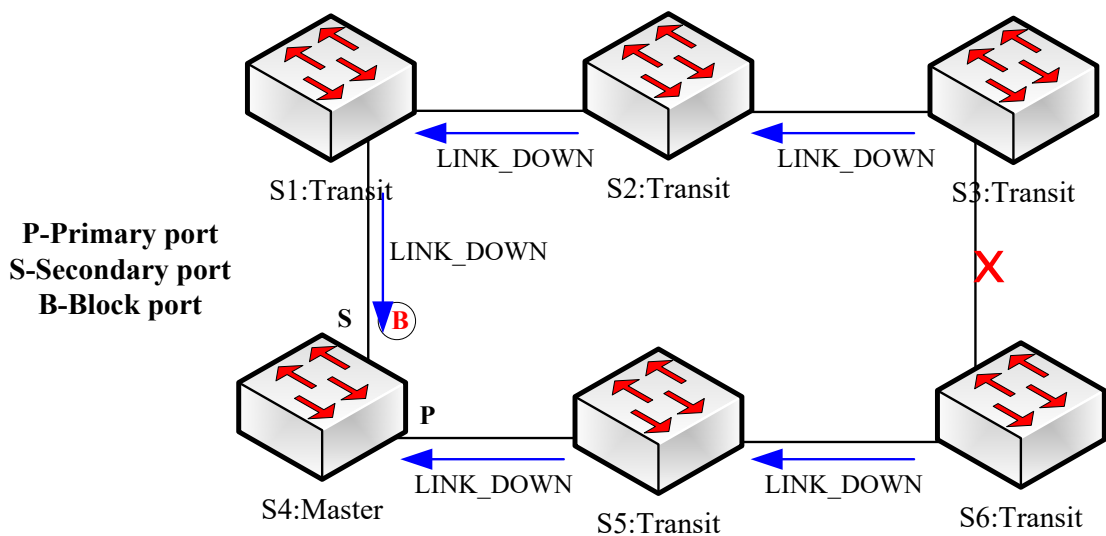 LINK_DOWN
LINK_DOWN
S1:Transit
S2:Transit
S3:Transit
P-Primary port
S-Secondary port
B-Block port
LINK_DOWN
X
S
B
P
LINK_DOWN
LINK_DOWN
S4:Master
S5:Transit
S6:Transit